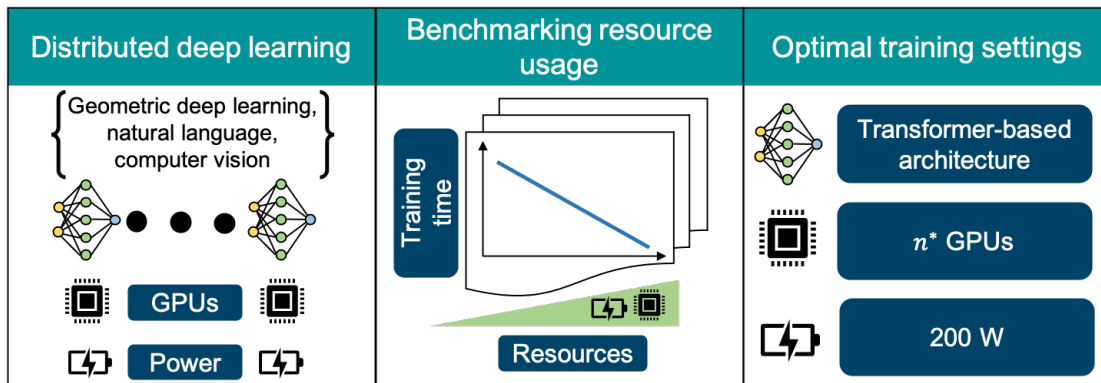 Distributed deep learning
Geometric deep learning,
natural language,
computer vision
GPUs
Power
Benchmarking resource
usage
Training
time
Resources
Optimal training settings
Transformer-based
architecture
n* GPUs
200 W